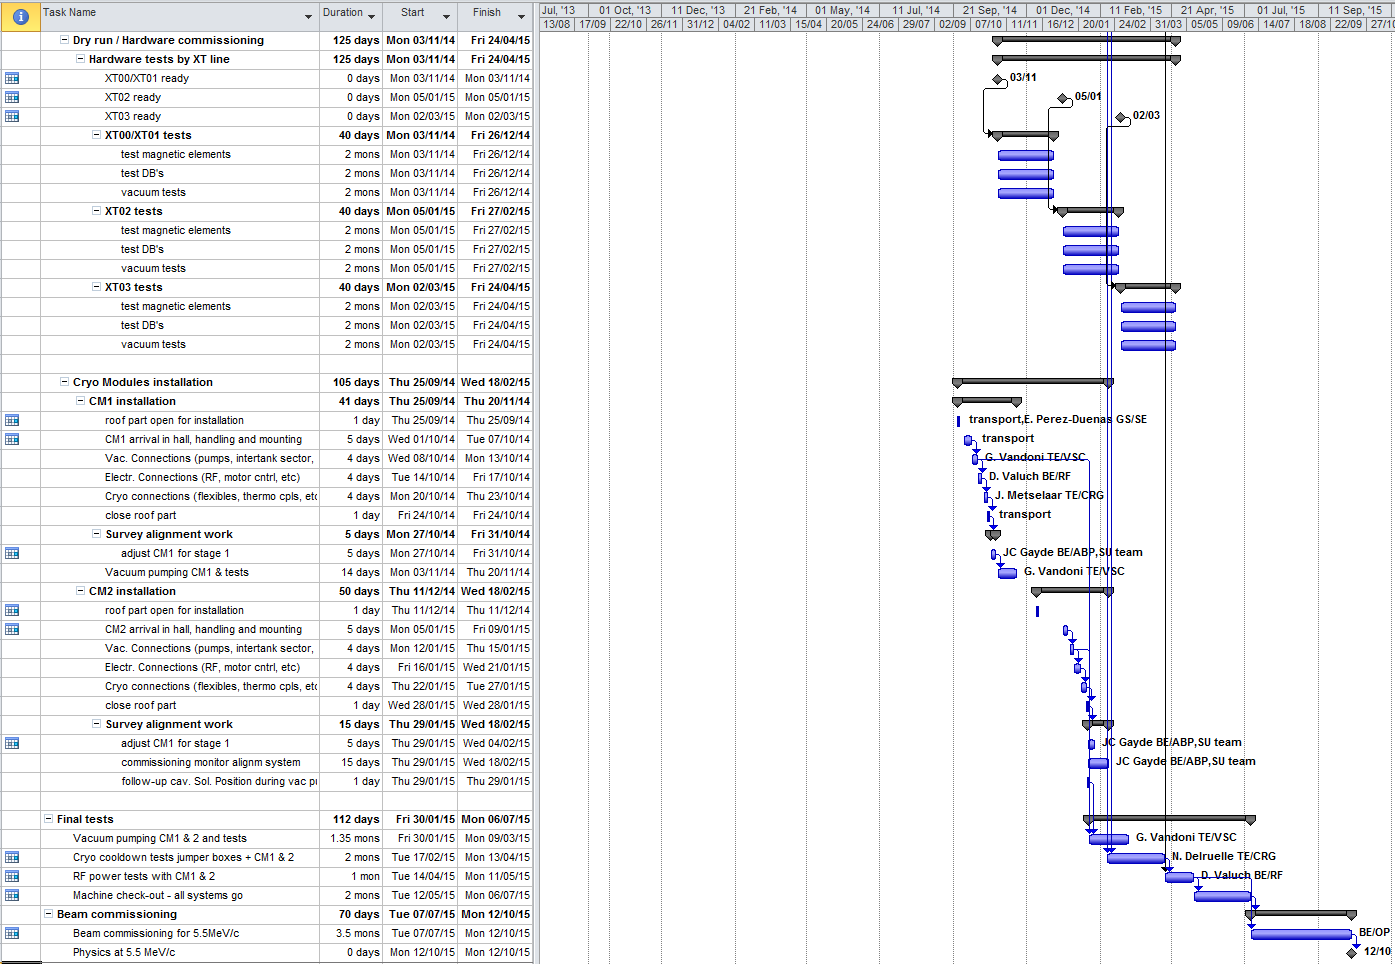 Task Name Duration Start Finish Jul, '13 01 Oct, '13 11 Dec, '13 21 Feb, '14 01 May, '14 11 Jul, '14 21 Sep, '14 01 Dec, '14 11 Feb, '15 21 Apr, '15 01 Jul, '15 11 Sep, '15
13/08 17/09 22/10 26/11 31/12 04/02 11/03 15/04 20/05 24/06 29/07 02/09 07/10 11/11 16/12 20/01 24/02 31/03 05/05 09/06 14/07 18/08 22/09 27/10
Dry run / Hardware commissioning 125 days Mon 03/11/14 Fri 24/04/15
Hardware tests by XT line 125 days Mon 03/11/14 Fri 24/04/15
XT00/XT01 ready 0 days Mon 03/11/14 Mon 03/11/14 03/11
XT02 ready 0 days Mon 05/01/15 Mon 05/01/15 05/01
XT03 ready 0 days Mon 02/03/15 Mon 02/03/15 02/03
XT00/XT01 tests 40 days Mon 03/11/14 Fri 26/12/14
test magnetic elements 2 mons Mon 03/11/14 Fri 26/12/14
test DB's 2 mons Mon 03/11/14 Fri 26/12/14
vacuum tests 2 mons Mon 03/11/14 Fri 26/12/14
XT02 tests 40 days Mon 05/01/15 Fri 27/02/15
test magnetic elements 2 mons Mon 05/01/15 Fri 27/02/15
test DB's 2 mons Mon 05/01/15 Fri 27/02/15
vacuum tests 2 mons Mon 05/01/15 Fri 27/02/15
XT03 tests 40 days Mon 02/03/15 Fri 24/04/15
test magnetic elements 2 mons Mon 02/03/15 Fri 24/04/15
test DB's 2 mons Mon 02/03/15 Fri 24/04/15
vacuum tests 2 mons Mon 02/03/15 Fri 24/04/15
Cryo Modules installation 105 days Thu 25/09/14 Wed 18/02/15
CM1 installation 41 days Thu 25/09/14 Thu 20/11/14
roof part open for installation 1 day Thu 25/09/14 Thu 25/09/14 transport,E. Perez-Duenas GS/SE
CM1 arrival in hall, handling and mounting 5 days Wed 01/10/14 Tue 07/10/14 transport
Vac. Connections (pumps, intertank sector, 4 days Wed 08/10/14 Mon 13/10/14 G. Vandoni TE/VSC
Electr. Connections (RF, motor cntrl, etc) 4 days Tue 14/10/14 Fri 17/10/14 D. Valuch BE/RF
Cryo connections (flexibles, thermo cpls, etc 4 days Mon 20/10/14 Thu 23/10/14 J. Metselaar TE/CRG
close roof part 1 day Fri 24/10/14 Fri 24/10/14 transport
Survey alignment work 5 days Mon 27/10/14 Fri 31/10/14
adjust CM1 for stage 1 5 days Mon 27/10/14 Fri 31/10/14 JC Gayde BE/ABP,SU team
Vacuum pumping CM1 & tests 14 days Mon 03/11/14 Thu 20/11/14 G. Vandoni TE/VSC
CM2 installation 50 days Thu 11/12/14 Wed 18/02/15
roof part open for installation 1 day Thu 11/12/14 Thu 11/12/14
CM2 arrival in hall, handling and mounting 5 days Mon 05/01/15 Fri 09/01/15
Vac. Connections (pumps, intertank sector, 4 days Mon 12/01/15 Thu 15/01/15
Electr. Connections (RF, motor cntrl, etc) 4 days Fri 16/01/15 Wed 21/01/15
Cryo connections (flexibles, thermo cpls, etc 4 days Thu 22/01/15 Tue 27/01/15
close roof part 1 day Wed 28/01/15 Wed 28/01/15
Survey alignment work 15 days Thu 29/01/15 Wed 18/02/15
adjust CM1 for stage 1 5 days Thu 29/01/15 Wed 04/02/15 JC Gayde BE/ABP,SU team
commissioning monitor alignm system 15 days Thu 29/01/15 Wed 18/02/15 JC Gayde BE/ABP,SU team
follow-up cav. Sol. Position during vac 1 day Thu 29/01/15 Thu 29/01/15
Final tests 112 days Fri 30/01/15 Mon 06/07/15
Vacuum pumping CM1 & 2 and tests 1.35 mons Fri 30/01/15 Mon 09/03/15 G. Vandoni TE/VSC
Cryo cooldown tests jumper boxes + CM1 & 2 2 mons Tue 17/02/15 Mon 13/04/15 N. Delruelle TE/CRG
RF power tests with CM1 & 2 1 mon Tue 14/04/15 Mon 11/05/15 D. Valuch BE/RF
Machine check-out - all systems go 2 mons Tue 12/05/15 Mon 06/07/15
Beam commissioning 70 days Tue 07/07/15 Mon 12/10/15
Beam commissioning for 5.5MeV/c 3.5 mons Tue 07/07/15 Mon 12/10/15 BE/OP
Physics at 5.5 MeV/c 0 days Mon 12/10/15 Mon 12/10/15 12/10